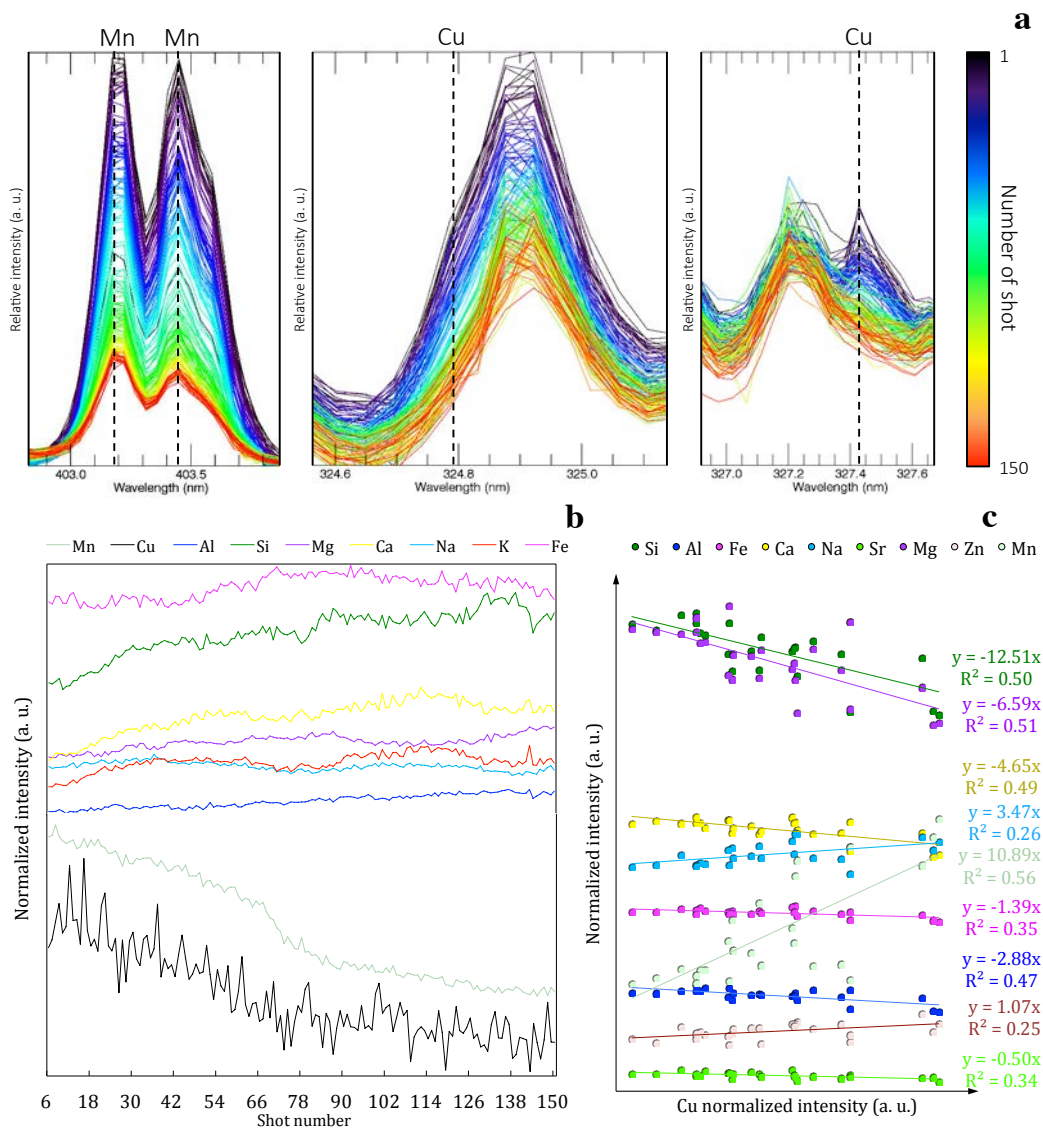 a
Mn Mn Cu Cu
Relative intensity (a. u.)
403.0 403.5
Wavelength (nm)
Relative intensity (a. u.)
324.6 324.8 325.0
Wavelength (nm)
Relative intensity (a. u.)
327.0 327.2 327.4 327.6
Wavelength (nm)
1
Number of shot
150
b
Mn Cu Al Si Mg Ca Na K Fe
Normalized intensity (a. u.)
6 18 30 42 54 66 78 90 102 114 126 138 150
Shot number
c
Si Al Fe Ca Na Sr Mg Zn Mn
Normalized intensity (a. u.)
y = -12.51x
R² = 0.50
y = -6.59x
R² = 0.51
y = -4.65x
R² = 0.49
y = 3.47x
R² = 0.26
y = 10.89x
R² = 0.56
y = -1.39x
R² = 0.35
y = -2.88x
R² = 0.47
y = 1.07x
R² = 0.25
y = -0.50x
R² = 0.34
Cu normalized intensity (a. u.)